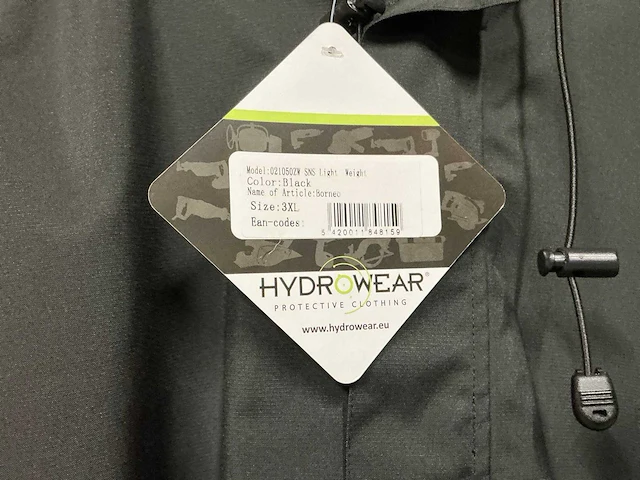 Model:021050ZW SNS Light Weight
Color:Black
Name of Article:Borneo
Size:3XL
Ean-codes:
5 420011 848159
HYDROWEAR®
PROTECTIVE CLOTHING
www.hydrowear.eu